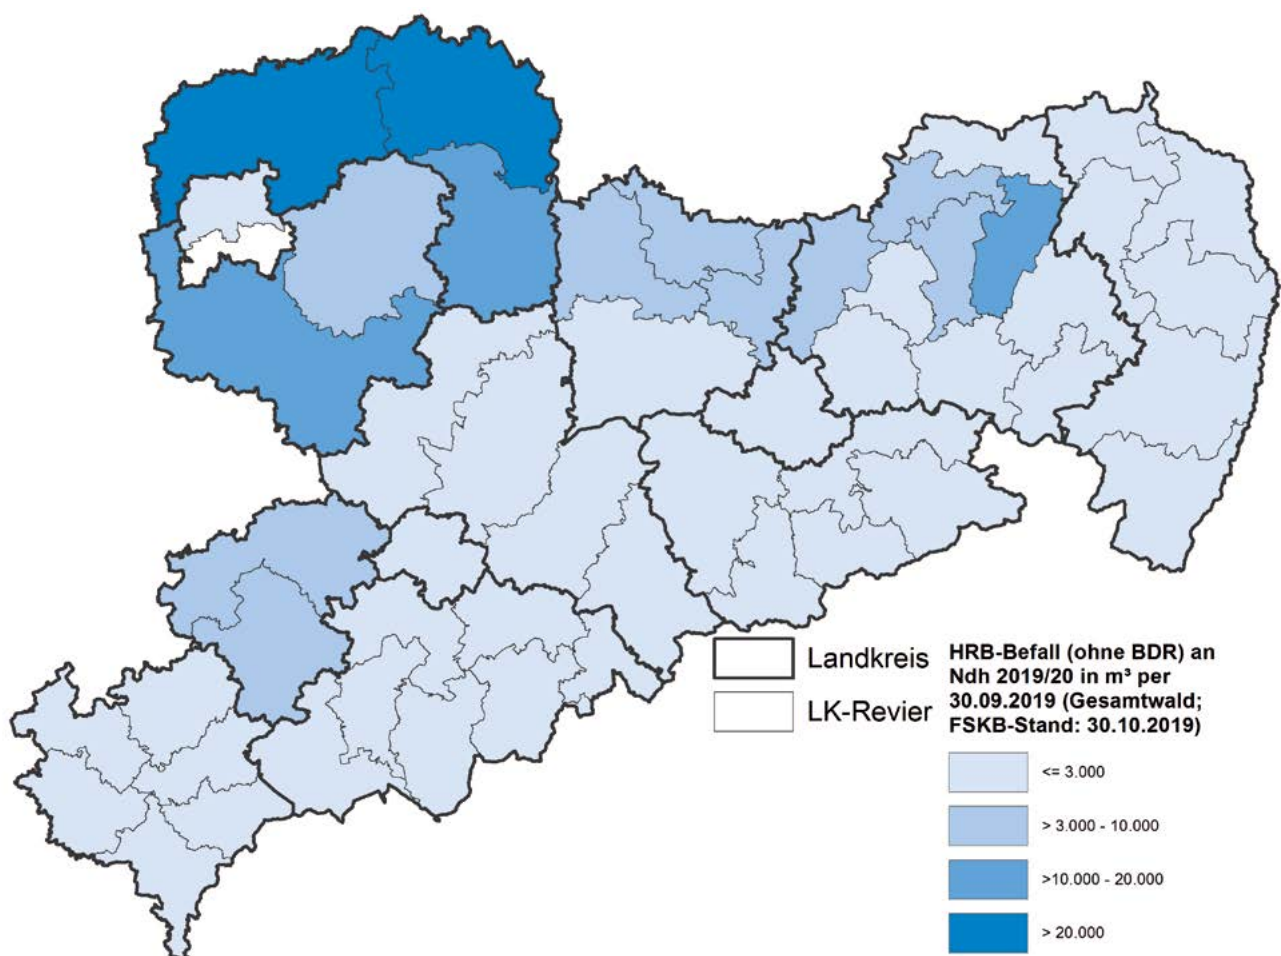 Landkreis
LK-Revier
HRB-Befall (ohne BDR) an
Ndh 2019/20 in m³ per
30.09.2019 (Gesamtwald;
FSKB-Stand: 30.10.2019)
<= 3.000
> 3.000 - 10.000
>10.000 - 20.000
> 20.000